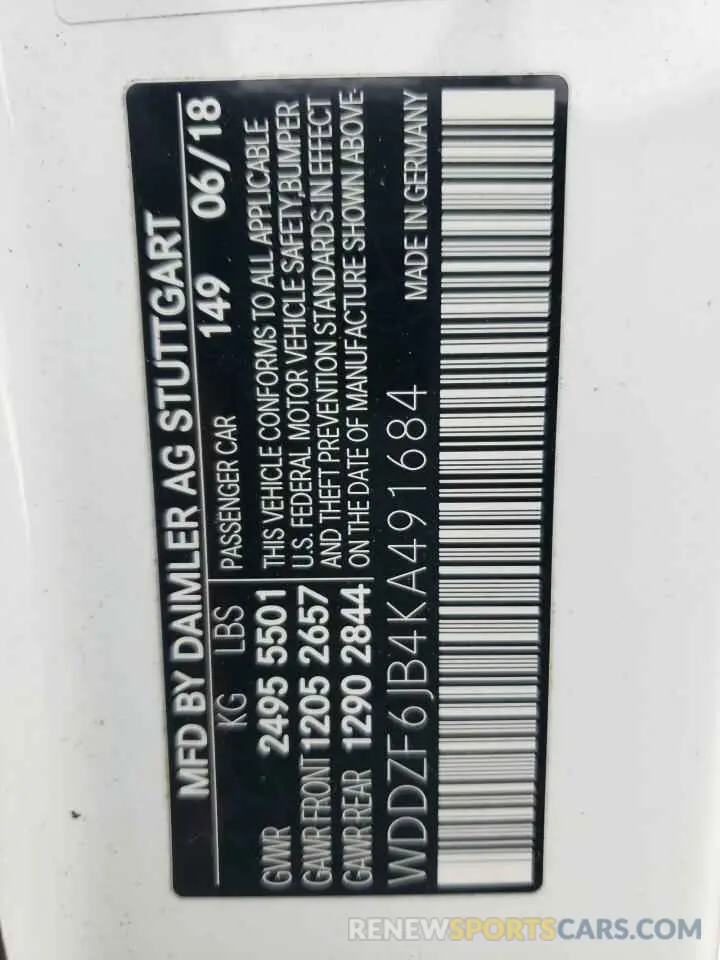 MFD BY DAIMLER AG STUTTGART
149 06/18
KG LBS PASSENGER CAR
GVWR 2495 5501
GAWR FRONT 1205 2657
GAWR REAR 1290 2844
THIS VEHICLE CONFORMS TO ALL APPLICABLE
U.S. FEDERAL MOTOR VEHICLE SAFETY, BUMPER
AND THEFT PREVENTION STANDARDS IN EFFECT
ON THE DATE OF MANUFACTURE SHOWN ABOVE.
WDDZF6JB4KA491684 MADE IN GERMANY
RENEWSPORTSCARS.COM